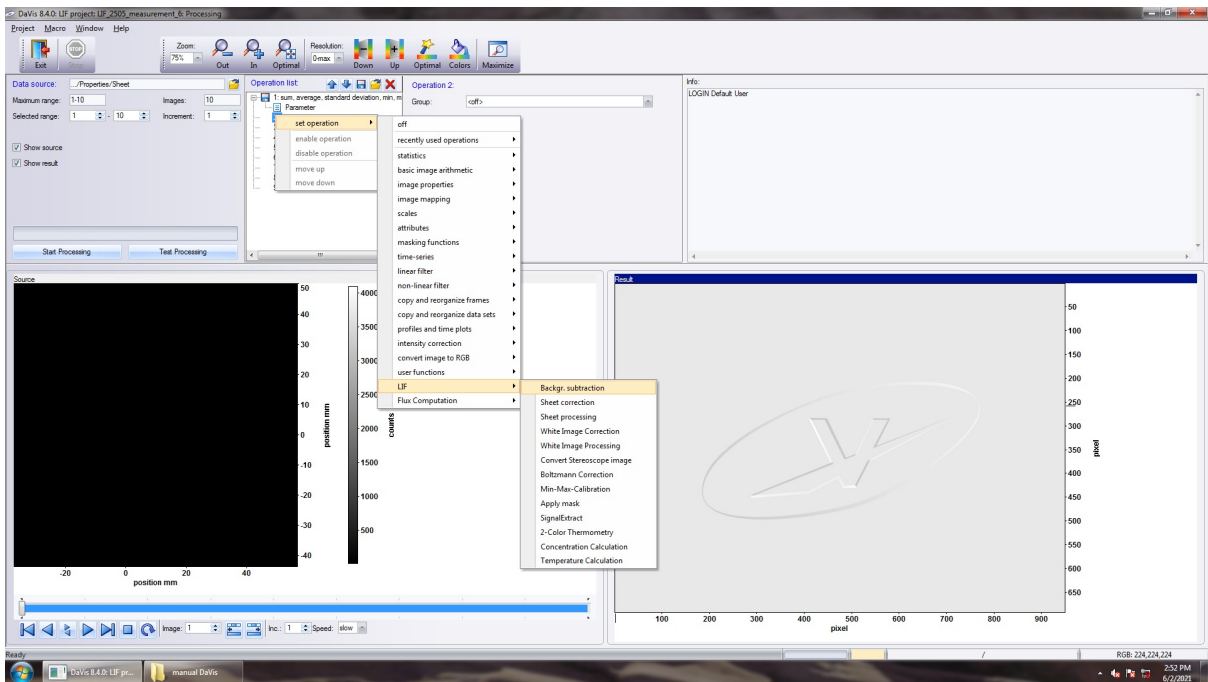 DaVis 8.4.0: LIF project: LIF_2505_measurement_6: Processing
Project Macro Window Help
Exit
Stop
Zoom:
75%
Out
In
Optimal
Resolution:
0-max
Down
Up
Optimal
Colors
Maximize
Data source: .../Properties/Sheet
Maximum range: 1-10 Images: 10
Selected range: 1 - 10 Increment: 1
Show source
Show result
Start Processing Test Processing
Operation list:
1: sum, average, standard deviation, min, m
Parameter
Operation 2:
Group: <off>
set operation
enable operation
disable operation
move up
move down
off
recently used operations
statistics
basic image arithmetic
image properties
image mapping
scales
attributes
masking functions
time-series
linear filter
non-linear filter
copy and reorganize frames
copy and reorganize data sets
profiles and time plots
intensity correction
convert image to RGB
user functions
LIF
Flux Computation
Backgr. subtraction
Sheet correction
Sheet processing
White Image Correction
White Image Processing
Convert Stereoscope image
Boltzmann Correction
Min-Max-Calibration
Apply mask
SignalExtract
2-Color Thermometry
Concentration Calculation
Temperature Calculation
Info:
LOGIN Default User
Source
50
40
30
20
10
0
-10
-20
-30
-40
position mm
-20 0 20 40
position mm
4000
3500
3000
2500
2000
1500
1000
500
counts
Image: 1 Inc.: 1 Speed: slow
Result
50
100
150
200
250
300
350
400
450
500
550
600
650
pixel
100 200 300 400 500 600 700 800 900
pixel
Ready
/
RGB: 224,224,224
DaVis 8.4.0: LIF pr...
manual DaVis
2:52 PM
6/2/2021